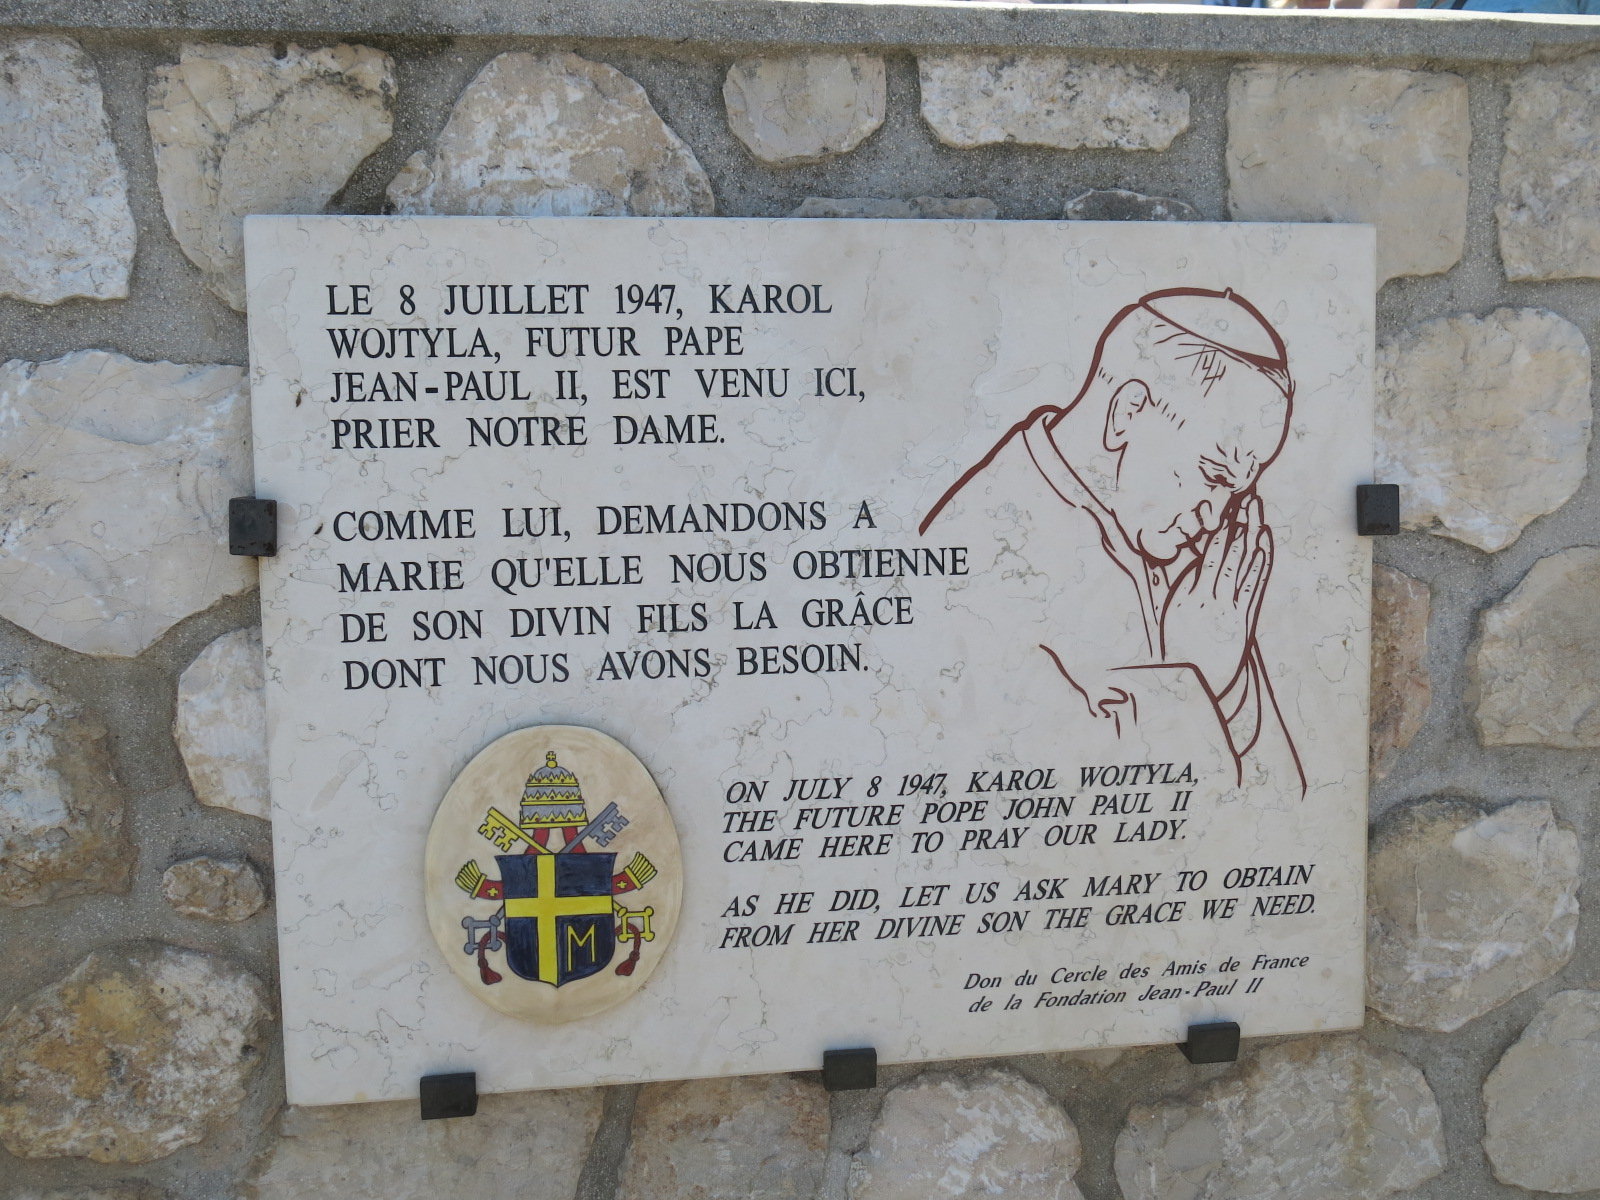 LE 8 JUILLET 1947, KAROL
WOJTYLA, FUTUR PAPE
JEAN-PAUL II, EST VENU ICI,
PRIER NOTRE DAME.
COMME LUI, DEMANDONS A
MARIE QU'ELLE NOUS OBTIENNE
DE SON DIVIN FILS LA GRÂCE
DONT NOUS AVONS BESOIN.
M
ON JULY 8 1947, KAROL WOJTYLA,
THE FUTURE POPE JOHN PAUL II
CAME HERE TO PRAY OUR LADY.
AS HE DID, LET US ASK MARY TO OBTAIN
FROM HER DIVINE SON THE GRACE WE NEED.
Don du Cercle des Amis de France
de la Fondation Jean-Paul II